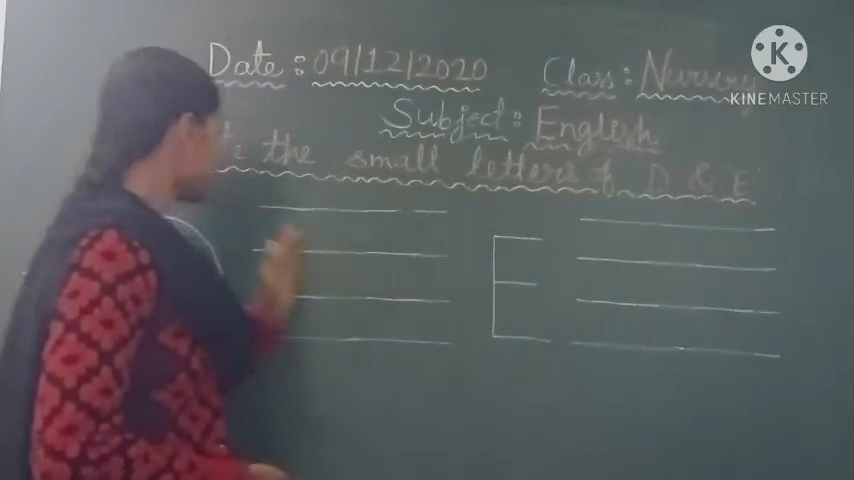 Date : 09/12/2020 Class : Nursery
Subject : English
the small letters of D & E
E
K
KINEMASTER